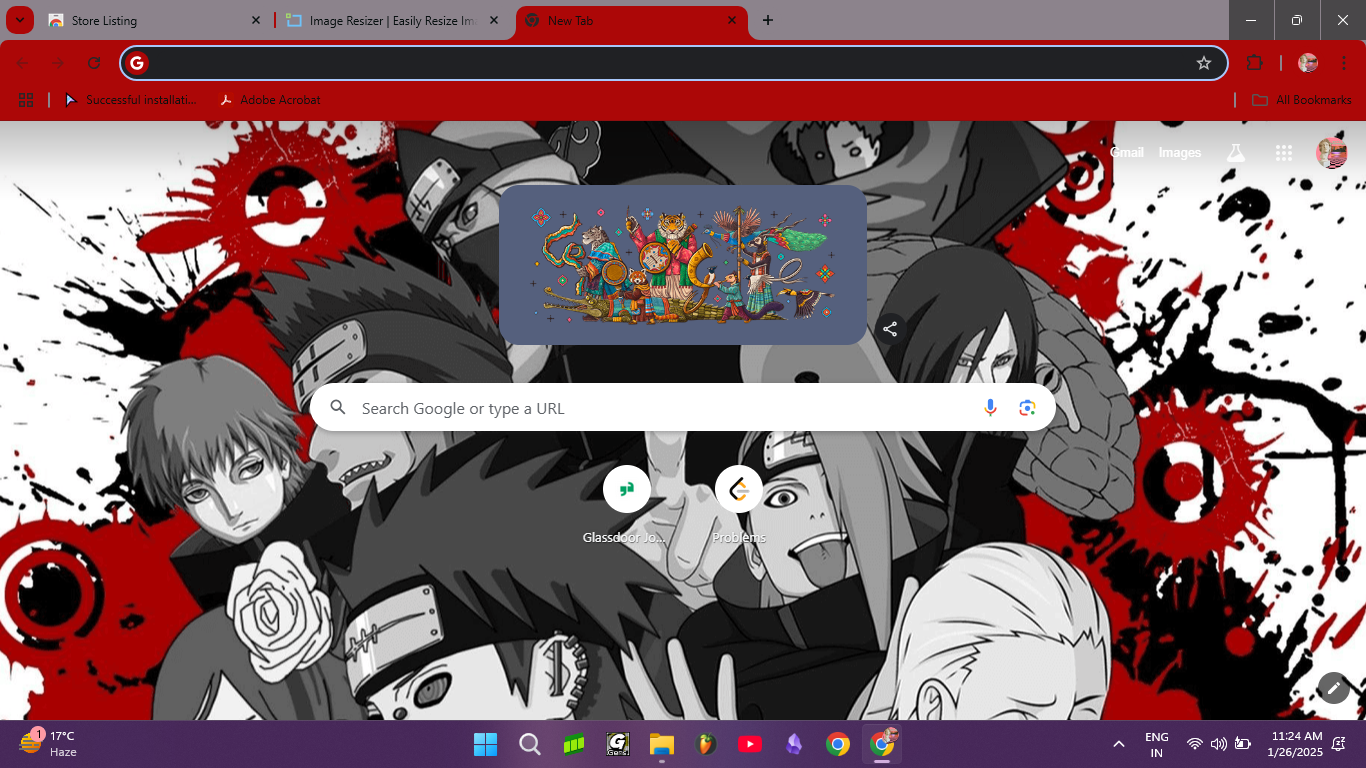 Store Listing
Image Resizer | Easily Resize Im
New Tab
G
Successful installati...
Adobe Acrobat
All Bookmarks
Gmail
Images
Search Google or type a URL
Glassdoor Jo...
Problems
1
17°C
Haze
ENG
IN
11:24 AM
1/26/2025